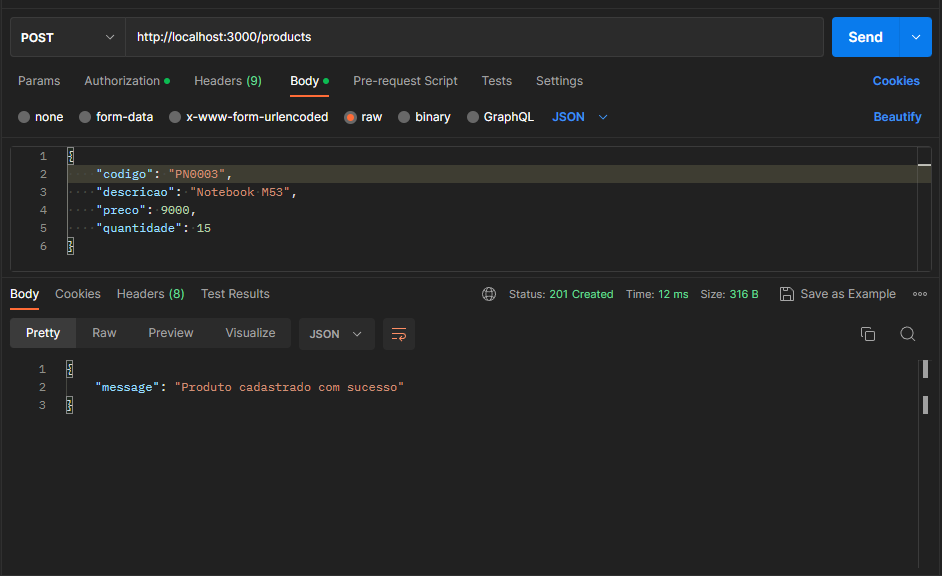 POST http://localhost:3000/products Send
Params Authorization Headers (9) Body Pre-request Script Tests Settings Cookies
none form-data x-www-form-urlencoded raw binary GraphQL JSON Beautify
1 {
2 "codigo": "PN0003",
3 "descricao": "Notebook M53",
4 "preco": 9000,
5 "quantidade": 15
6 }
Body Cookies Headers (8) Test Results Status: 201 Created Time: 12 ms Size: 316 B Save as Example
Pretty Raw Preview Visualize JSON
1 {
2 "message": "Produto cadastrado com sucesso"
3 }